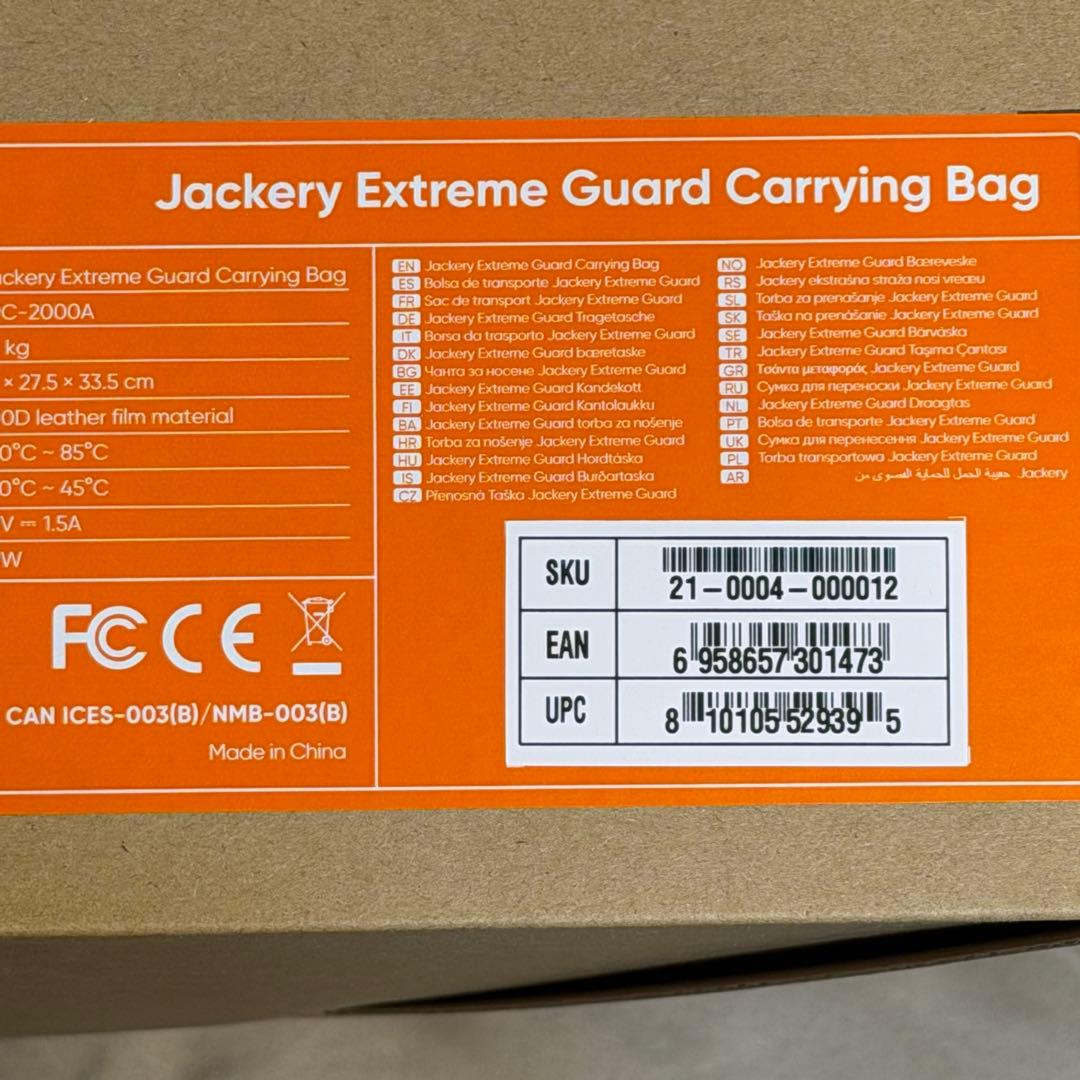 Jackery Extreme Guard Carrying Bag
ckery Extreme Guard Carrying Bag
C-2000A
kg
× 27.5 × 33.5 cm
0D leather film material
0°C ~ 85°C
0°C ~ 45°C
V ⎓ 1.5A
W
FC CE
CAN ICES-003(B)/NMB-003(B)
Made in China
EN Jackery Extreme Guard Carrying Bag
ES Bolsa de transporte Jackery Extreme Guard
FR Sac de transport Jackery Extreme Guard
DE Jackery Extreme Guard Tragetasche
IT Borsa da trasporto Jackery Extreme Guard
DK Jackery Extreme Guard bæretaske
BG Чанта за носене Jackery Extreme Guard
EE Jackery Extreme Guard Kandekott
FI Jackery Extreme Guard Kantolaukku
BA Jackery Extreme Guard torba za nošenje
HR Torba za nošenje Jackery Extreme Guard
HU Jackery Extreme Guard Hordtáska
IS Jackery Extreme Guard Burðartaska
CZ Přenosná Taška Jackery Extreme Guard
NO Jackery Extreme Guard Bæreveske
RS Jackery ekstrašna straža nosi vreæu
SL Torba za prenašanje Jackery Extreme Guard
SK Taška na prenášanie Jackery Extreme Guard
SE Jackery Extreme Guard Bärväska
TR Jackery Extreme Guard Taşıma Çantası
GR Τσάντα μεταφοράς Jackery Extreme Guard
RU Сумка для переноски Jackery Extreme Guard
NL Jackery Extreme Guard Draagtas
PT Bolsa de transporte Jackery Extreme Guard
UK Сумка для перенесення Jackery Extreme Guard
PL Torba transportowa Jackery Extreme Guard
AR حقيبة الحمل للحماية القصوى من Jackery
SKU 21-0004-000012
EAN 6 958657 301473
UPC 8 10105 52939 5